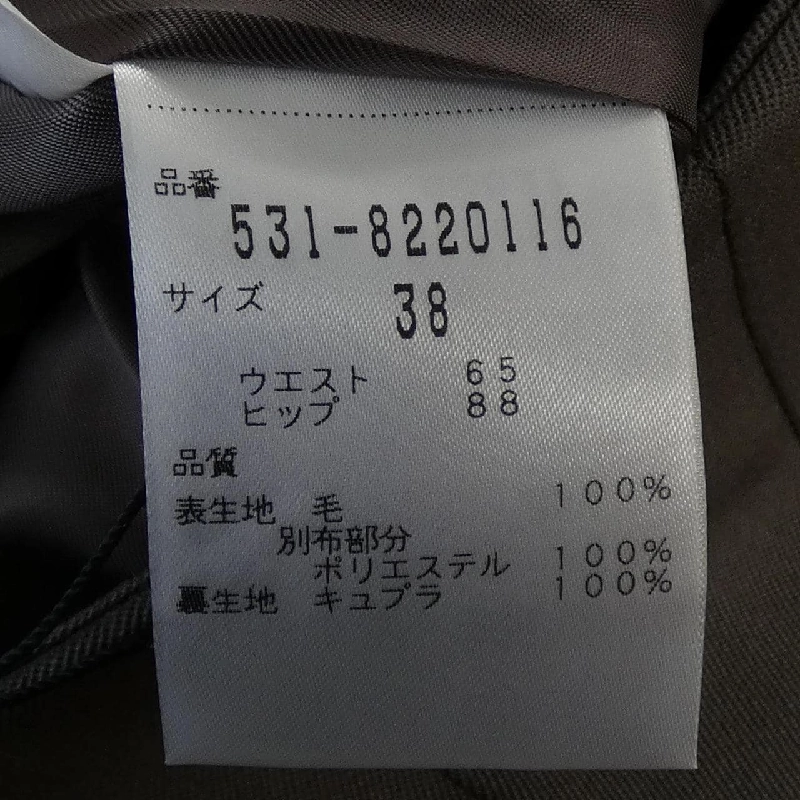 品番
531-8220116
サイズ 38
ウエスト 65
ヒップ 88
品質
表生地 毛 100%
別布部分
ポリエステル 100%
裏生地 キュプラ 100%